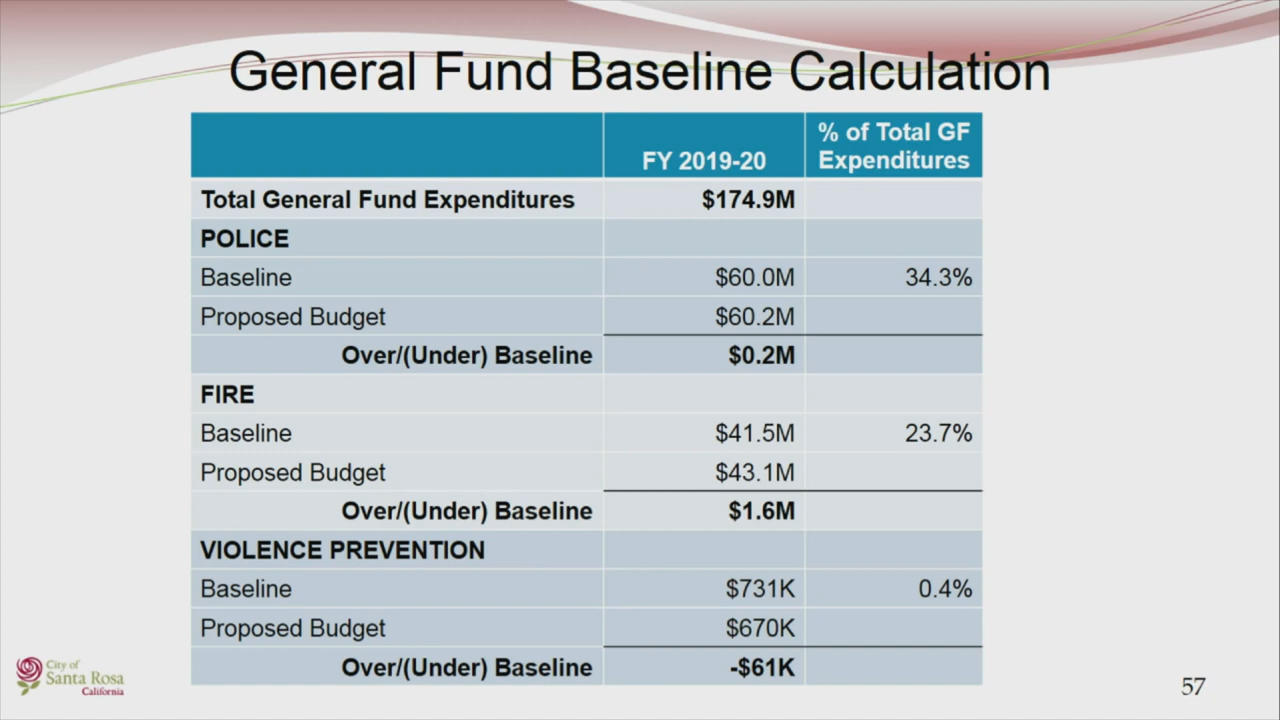 General Fund Baseline Calculation
FY 2019-20
% of Total GF
Expenditures
Total General Fund Expenditures $174.9M
POLICE
Baseline $60.0M 34.3%
Proposed Budget $60.2M
Over/(Under) Baseline $0.2M
FIRE
Baseline $41.5M 23.7%
Proposed Budget $43.1M
Over/(Under) Baseline $1.6M
VIOLENCE PREVENTION
Baseline $731K 0.4%
Proposed Budget $670K
Over/(Under) Baseline -$61K
City of
Santa Rosa
California
57